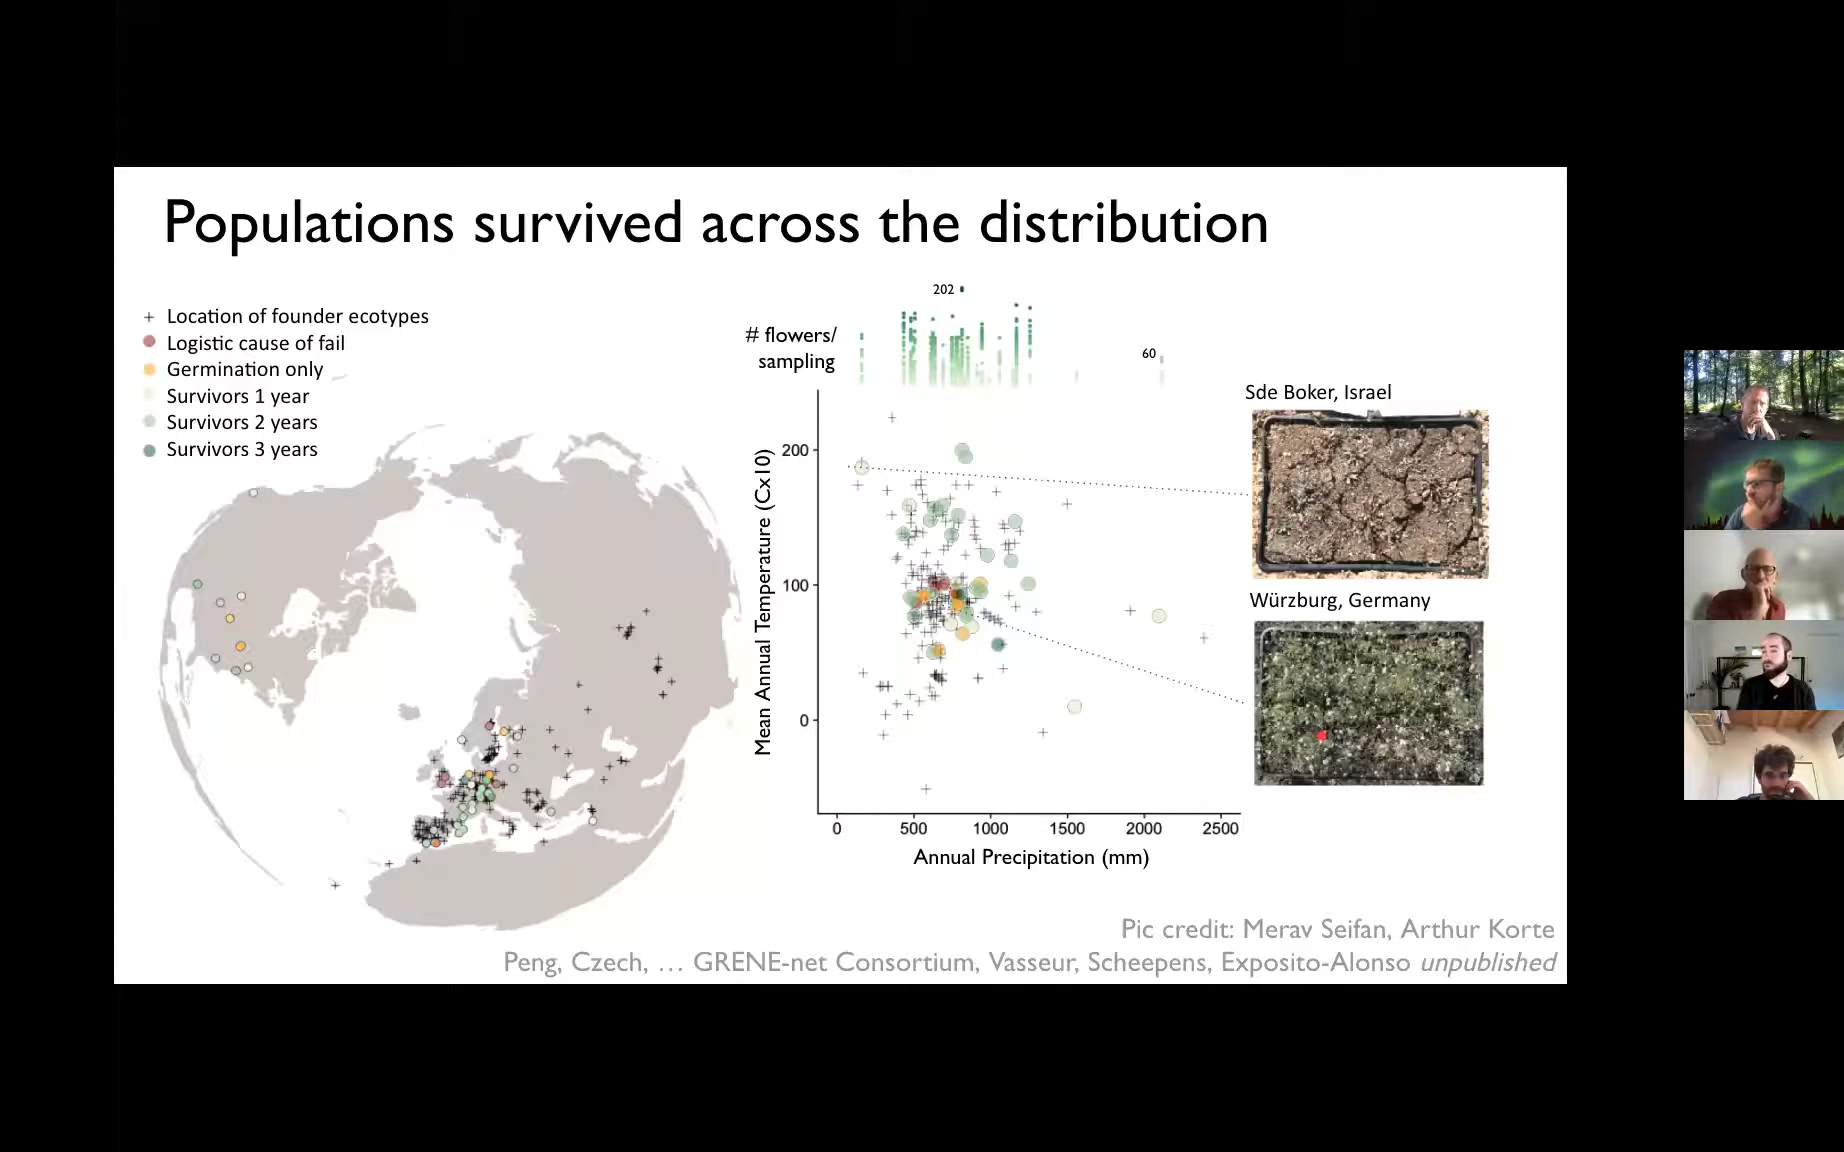 Populations survived across the distribution
Location of founder ecotypes
Logistic cause of fail
Germination only
Survivors 1 year
Survivors 2 years
Survivors 3 years
# flowers/
sampling
202
60
Mean Annual Temperature (Cx10)
200
100
0
0
500
1000
1500
2000
2500
Annual Precipitation (mm)
Sde Boker, Israel
Würzburg, Germany
Pic credit: Merav Seifan, Arthur Korte
Peng, Czech, … GRENE-net Consortium, Vasseur, Scheepens, Exposito-Alonso unpublished